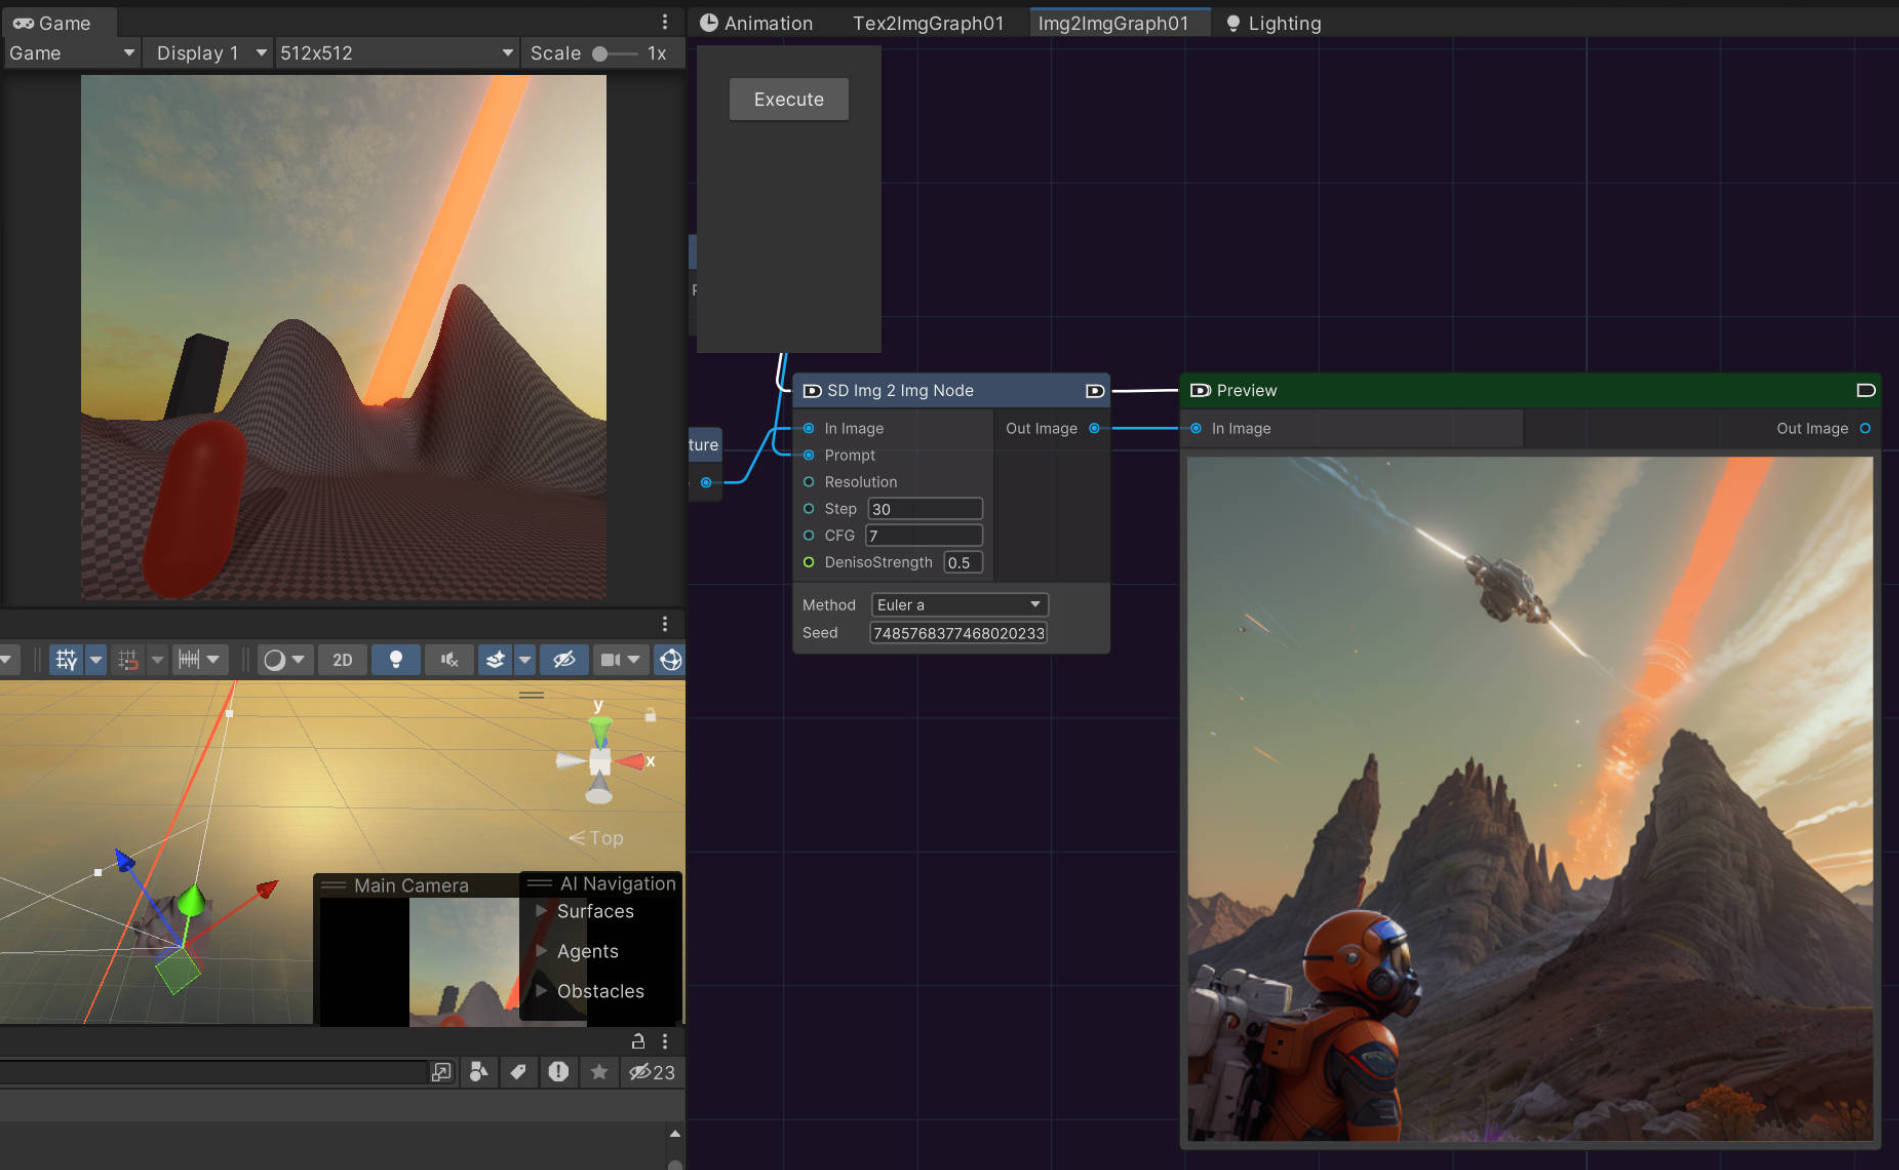 Game
Animation
Tex2ImgGraph01
Img2ImgGraph01
Lighting
Game
Display 1
512x512
Scale
1x
Execute
ture
SD Img 2 Img Node
In Image
Out Image
Prompt
Resolution
Step 30
CFG 7
DenisoStrength 0.5
Method Euler a
Seed 7485768377468020233
Preview
In Image
Out Image
2D
y
x
Top
Main Camera
AI Navigation
Surfaces
Agents
Obstacles
23